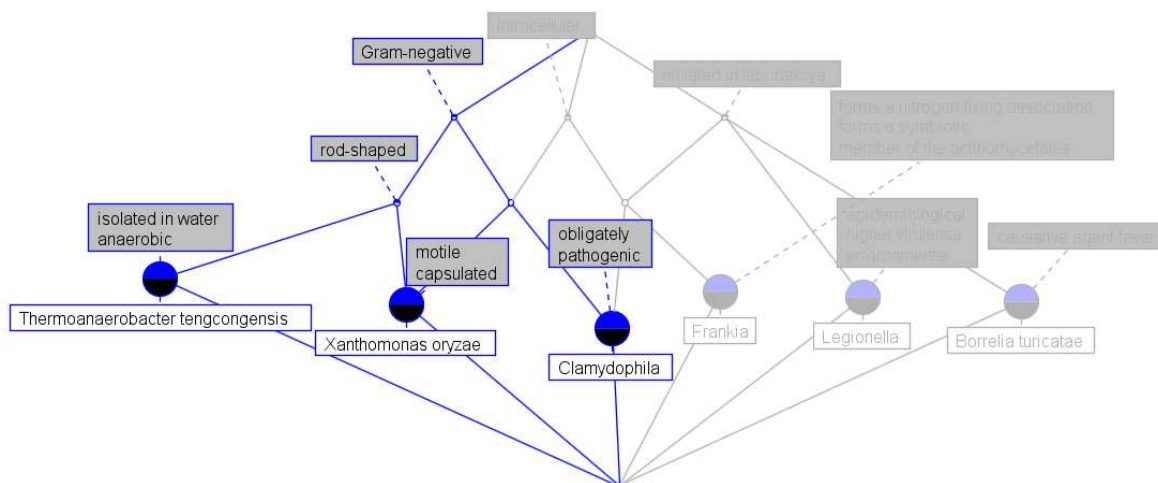 Intracellular
Gram-negative
isolated in laboratorys
forms a nitrogen-fixing association
forms a symbiotic
member of the actinomycetales
rod-shaped
isolated in water
anaerobic
motile
capsulated
obligately
pathogenic
epidemiological
higher virulence
environmental
causative agent fever
Thermoanaerobacter tengcongensis
Xanthomonas oryzae
Clamydophila
Frankia
Legionella
Borrelia turicatae